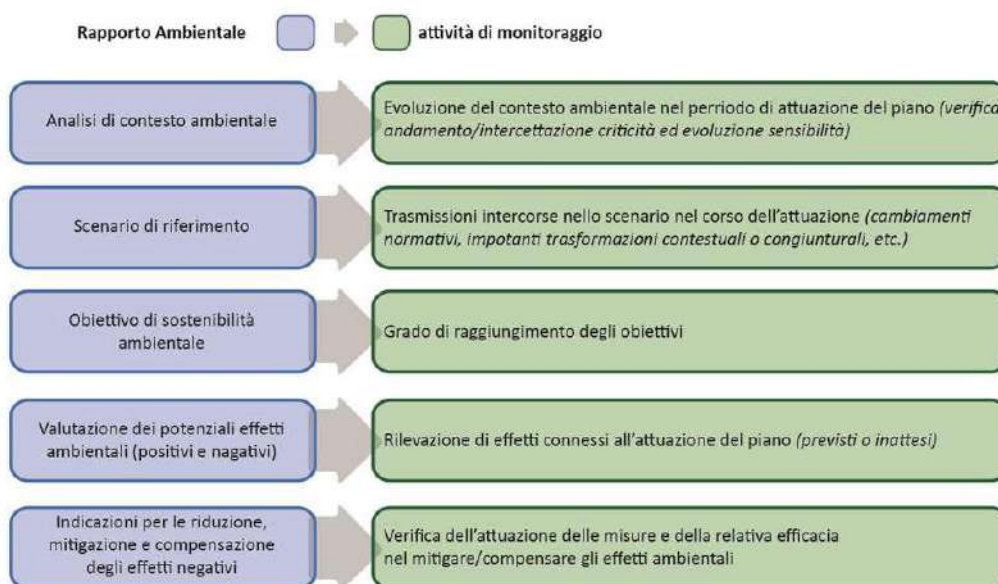 Rapporto Ambientale
attività di monitoraggio
Analisi di contesto ambientale
Evoluzione del contesto ambientale nel perriodo di attuazione del piano (verifica
andamento/intercettazione criticità ed evoluzione sensibilità)
Scenario di riferimento
Trasmissioni intercorse nello scenario nel corso dell'attuazione (cambiamenti
normativi, impotanti trasformazioni contestuali o congiunturali, etc.)
Obiettivo di sostenibilità
ambientale
Grado di raggiungimento degli obiettivi
Valutazione dei potenziali effetti
ambientali (positivi e nagativi)
Rilevazione di effetti connessi all'attuazione del piano (previsti o inattesi)
Indicazioni per le riduzione,
mitigazione e compensazione
degli effetti negativi
Verifica dell'attuazione delle misure e della relativa efficacia
nel mitigare/compensare gli effetti ambientali